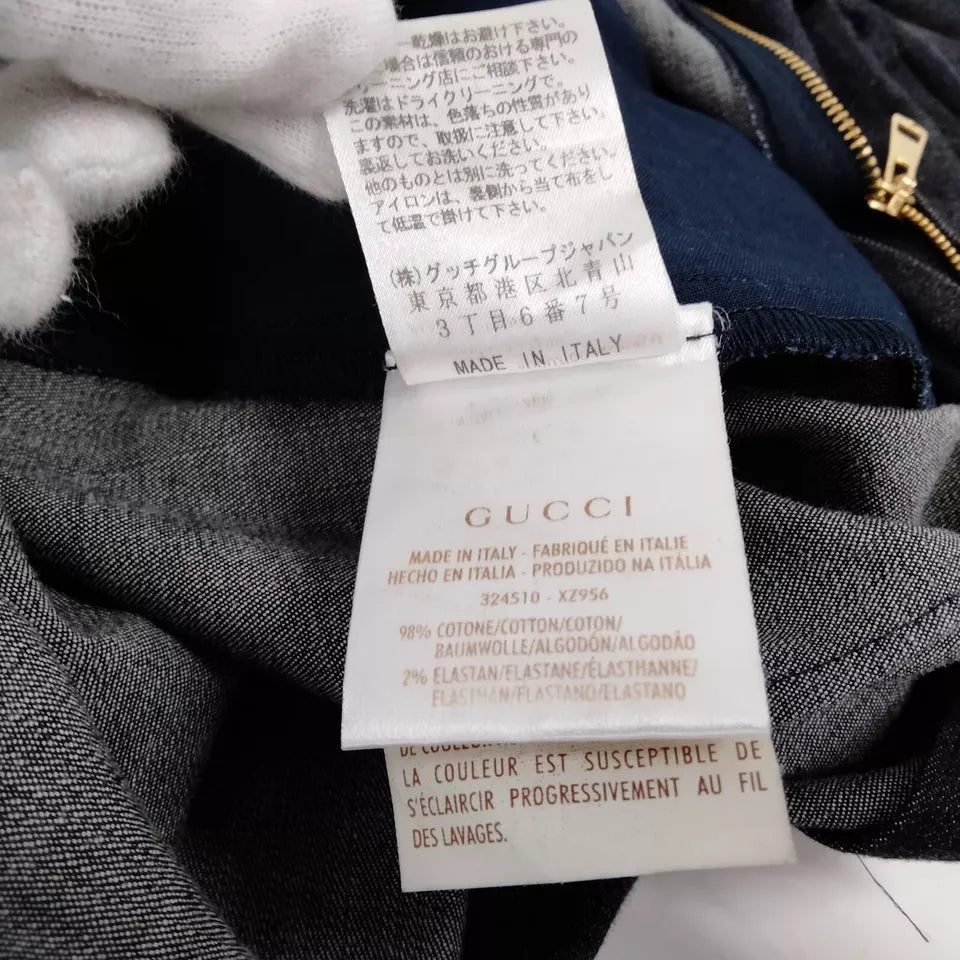 乾燥はお避け下さい。
場合は信頼のおける専門の
リーニング店にご相談下さい。
洗濯はドライクリーニングで。
この素材は、色落ちの性質があり
ますので、取扱に注意して下さい。
裏返してお洗いください。
他のものとは別に洗ってください。
アイロンは、裏側から当て布をし
て低温で掛けて下さい。
(株)グッチグループジャパン
東京都港区北青山
3丁目6番7号
MADE IN ITALY
GUCCI
MADE IN ITALY - FABRIQUÉ EN ITALIE
HECHO EN ITALIA - PRODUZIDO NA ITÁLIA
324510 - XZ956
98% COTONE/COTTON/COTON/
BAUMWOLLE/ALGODÓN/ALGODÃO
2% ELASTAN/ELASTANE/ÉLASTHANNE/
ELASTHAN/ELASTANO/ELASTANO
DE
LA COULEUR EST SUSCEPTIBLE DE
S'ÉCLAIRCIR PROGRESSIVEMENT AU FIL
DES LAVAGES.